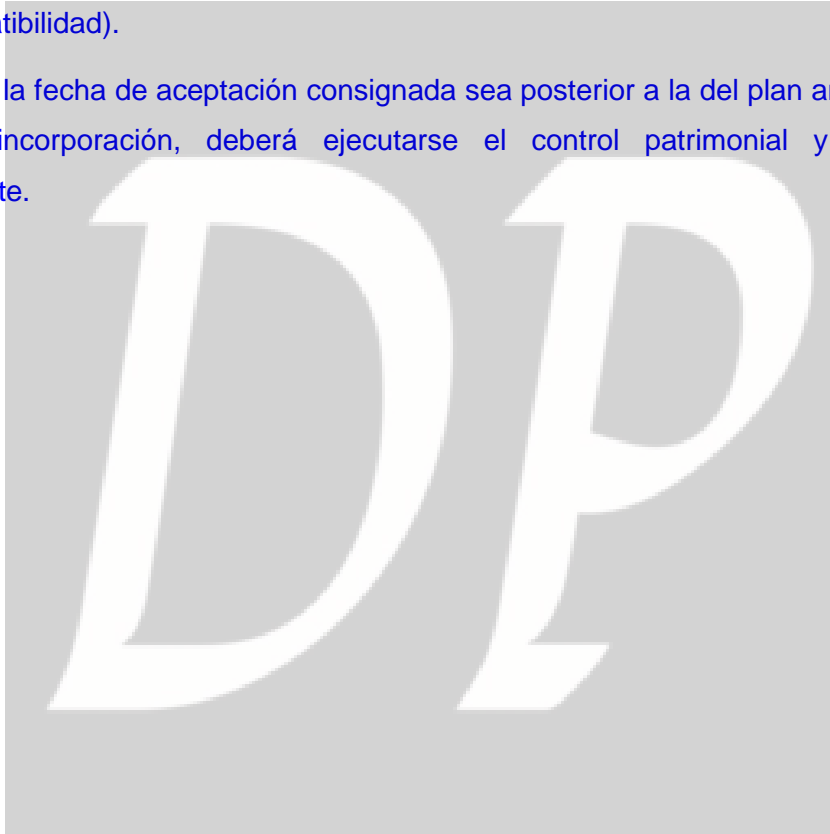 tibilidad).
la fecha de aceptación consignada sea posterior a la del plan
incorporación, deberá ejecutarse el control patrimonial y
te.
DP